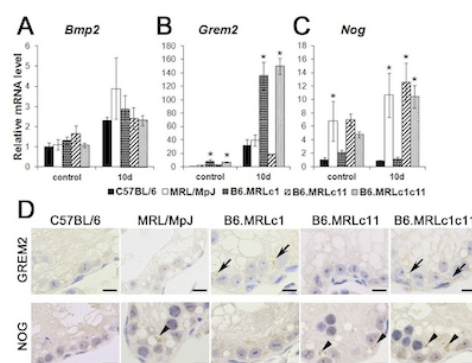 A Bmp2
B Grem2
C Nog
Relative mRNA level
6
5
4
3
2
1
0
control 10d
180
160
140
120
100
80
60
40
20
0
* * * *
control 10d
18
16
14
12
10
8
6
4
2
0
* * * *
control 10d
C57BL/6 MRL/MpJ B6.MRLc1 B6.MRLc11 B6.MRLc1c11
D C57BL/6 MRL/MpJ B6.MRLc1 B6.MRLc11 B6.MRLc1c11
GREM2
NOG